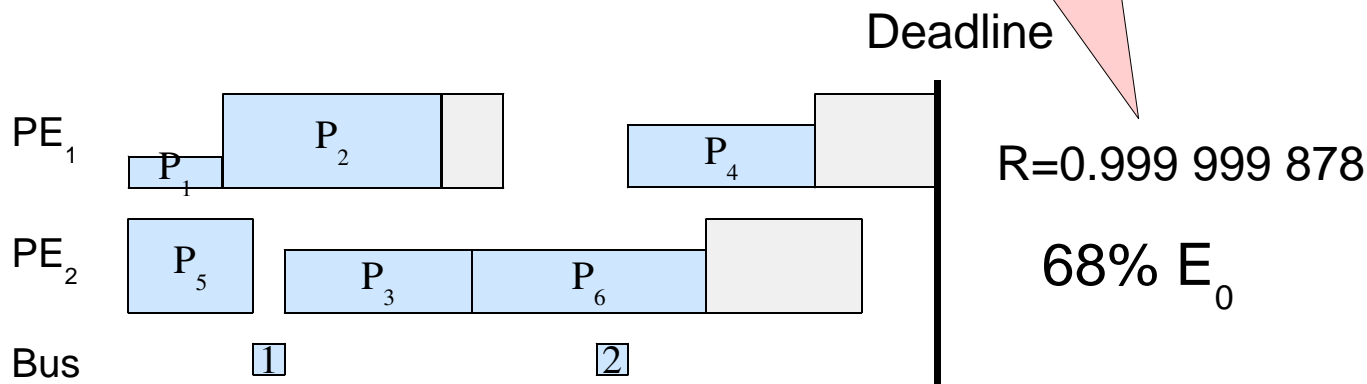 Deadline
PE1
P1
P2
P4
R=0.999 999 878
PE2
P5
P3
P6
68% E0
Bus
1
2